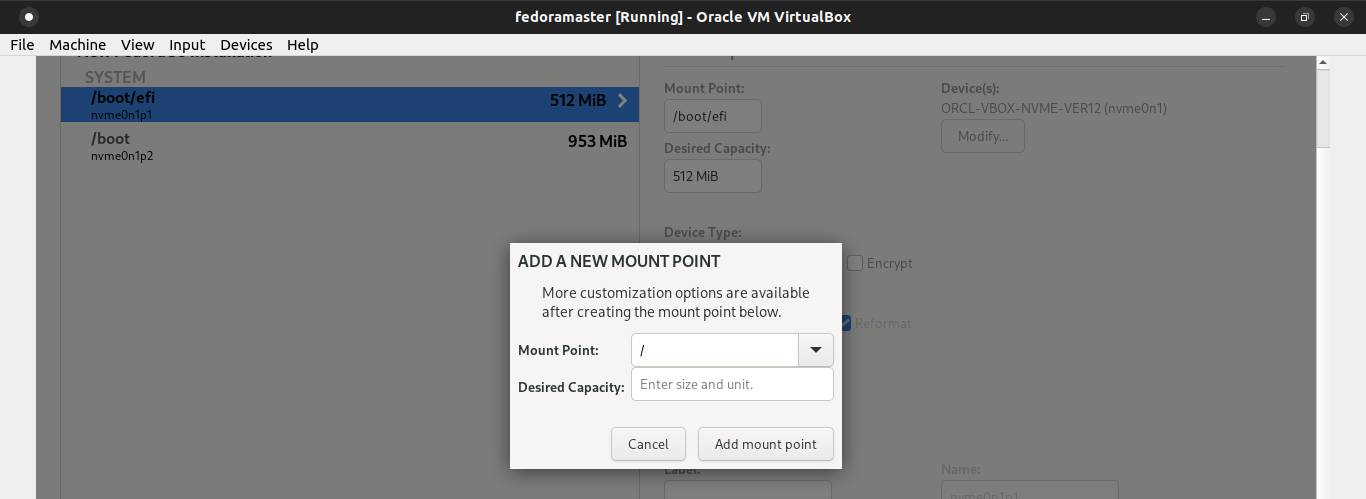 fedoramaster [Running] - Oracle VM VirtualBox
File Machine View Input Devices Help
SYSTEM
/boot/efi
nvme0n1p1
512 MiB
/boot
nvme0n1p2
953 MiB
Mount Point:
/boot/efi
Desired Capacity:
512 MiB
Device(s):
ORCL-VBOX-NVME-VER12 (nvme0n1)
Modify...
Device Type:
Encrypt
Reformat
ADD A NEW MOUNT POINT
More customization options are available
after creating the mount point below.
Mount Point:
/
Desired Capacity:
Enter size and unit.
Cancel
Add mount point
Label:
Name:
nvme0n1p1